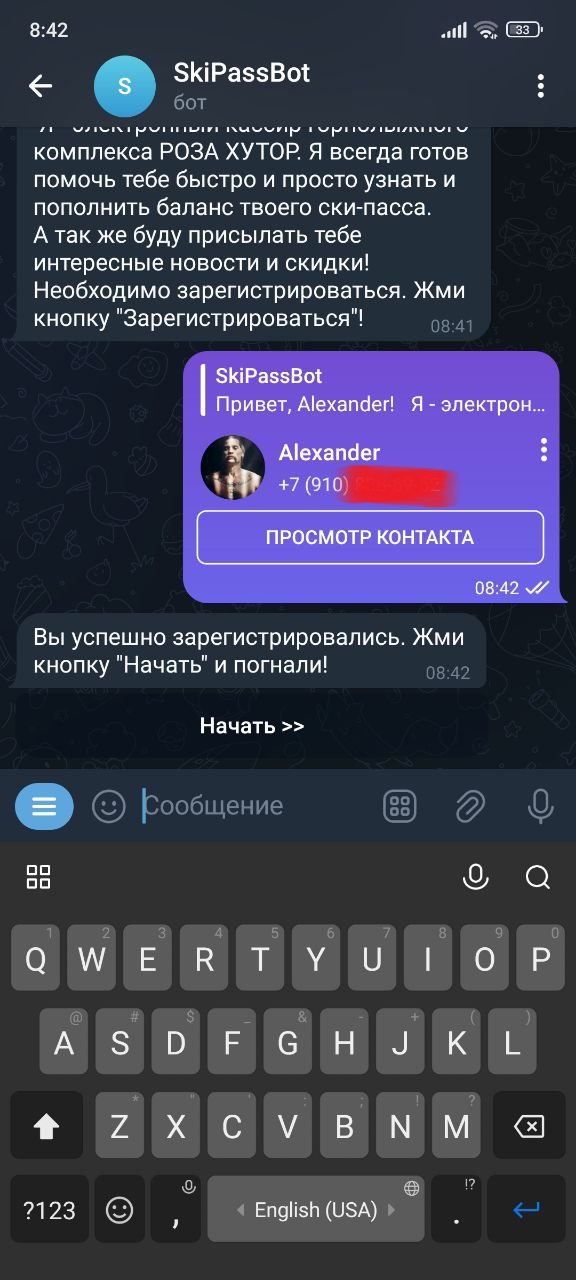 8:42
33
S
SkiPassBot
бот
Я - электронный кассир горнолыжного
комплекса РОЗА ХУТОР. Я всегда готов
помочь тебе быстро и просто узнать и
пополнить баланс твоего ски-пасса.
А так же буду присылать тебе
интересные новости и скидки!
Необходимо зарегистрироваться. Жми
кнопку "Зарегистрироваться"!
08:41
SkiPassBot
Привет, Alexander! Я - электрон...
Alexander
+7 (910)
ПРОСМОТР КОНТАКТА
08:42
Вы успешно зарегистрировались. Жми
кнопку "Начать" и погнали!
08:42
Начать >>
Сообщение
1 2 3 4 5 6 7 8 9 0
Q W E R T Y U I O P
@ # $ _ & - + ( )
A S D F G H J K L
* " ' : ; ! ?
Z X C V B N M
!?
?123 , English (USA) .